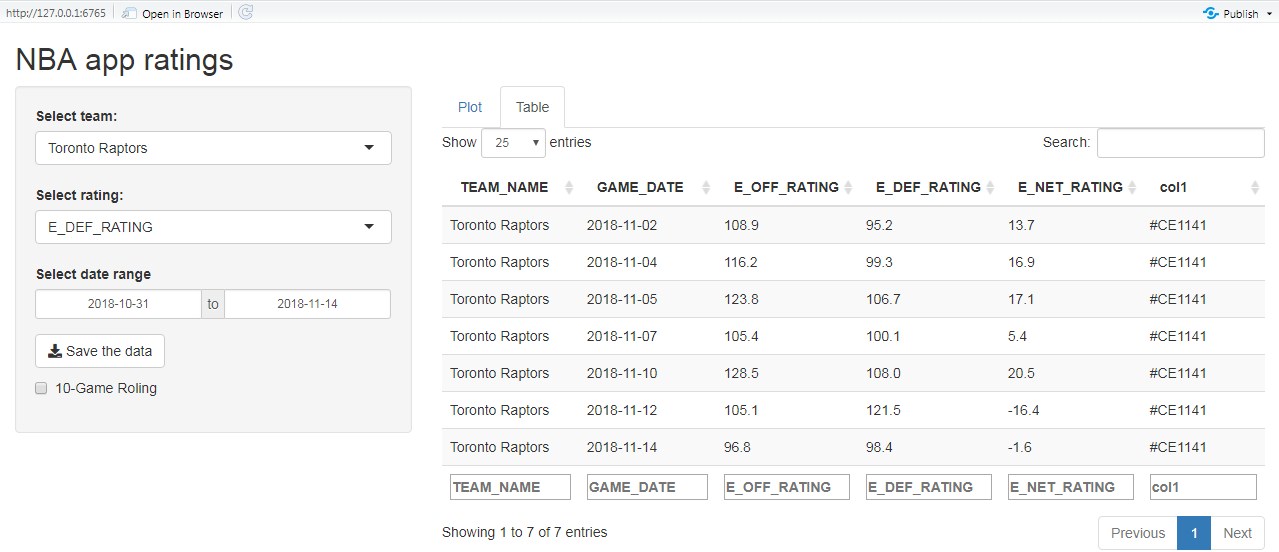 http://127.0.0.1:6765 Open in Browser Publish
NBA app ratings
Select team:
Toronto Raptors
Select rating:
E_DEF_RATING
Select date range
2018-10-31 to 2018-11-14
Save the data
10-Game Roling
Plot Table
Show 25 entries Search:
TEAM_NAME GAME_DATE E_OFF_RATING E_DEF_RATING E_NET_RATING col1
Toronto Raptors 2018-11-02 108.9 95.2 13.7 #CE1141
Toronto Raptors 2018-11-04 116.2 99.3 16.9 #CE1141
Toronto Raptors 2018-11-05 123.8 106.7 17.1 #CE1141
Toronto Raptors 2018-11-07 105.4 100.1 5.4 #CE1141
Toronto Raptors 2018-11-10 128.5 108.0 20.5 #CE1141
Toronto Raptors 2018-11-12 105.1 121.5 -16.4 #CE1141
Toronto Raptors 2018-11-14 96.8 98.4 -1.6 #CE1141
TEAM_NAME GAME_DATE E_OFF_RATING E_DEF_RATING E_NET_RATING col1
Showing 1 to 7 of 7 entries Previous 1 Next